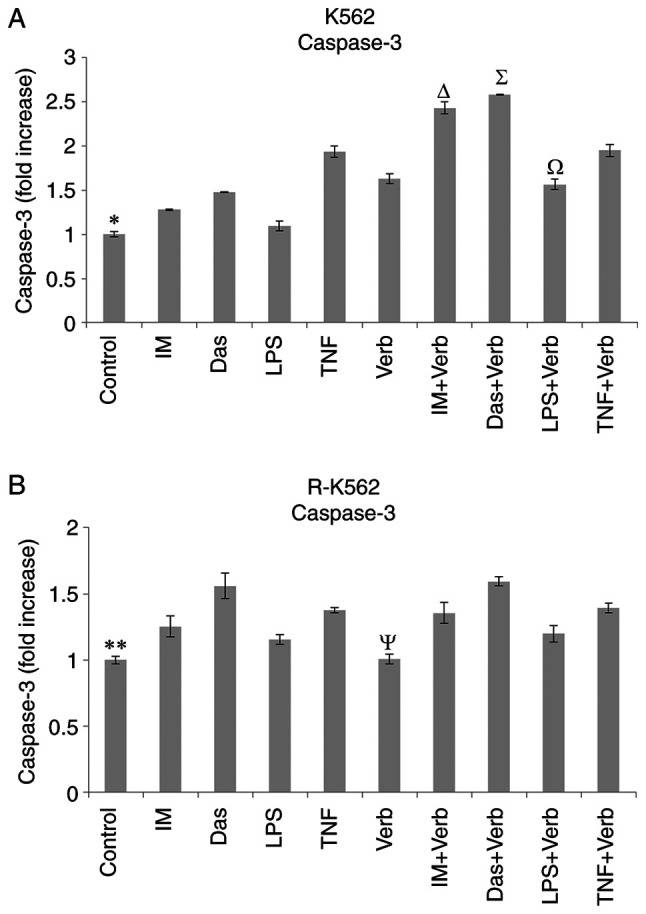 A
K562
Caspase-3
Caspase-3 (fold increase)
3
2.5
2
1.5
1
0.5
0
*
Δ
Σ
Ω
Control
IM
Das
LPS
TNF
Verb
IM+Verb
Das+Verb
LPS+Verb
TNF+Verb
B
R-K562
Caspase-3
Caspase-3 (fold increase)
2
1.5
1
0.5
0
**
Ψ
Control
IM
Das
LPS
TNF
Verb
IM+Verb
Das+Verb
LPS+Verb
TNF+Verb